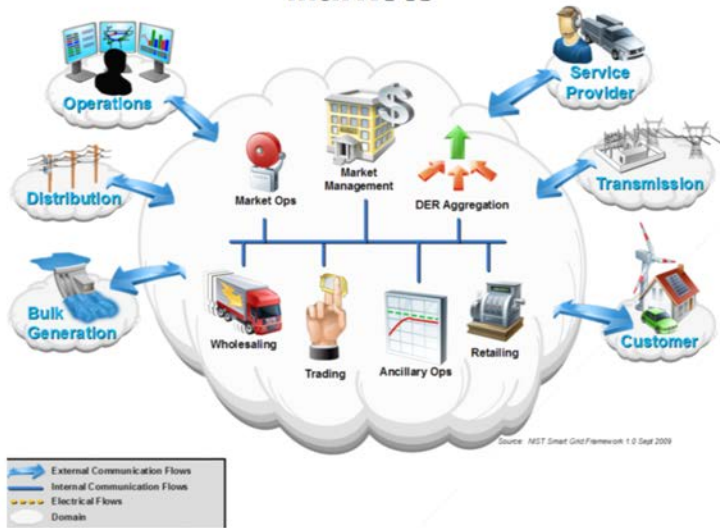 Operations
Service
Provider
Market Ops
Market
Management
DER Aggregation
Distribution
Transmission
Bulk
Generation
Wholesaling
Trading
Ancillary Ops
Retailing
Customer
Source: NIST Smart Grid Framework 1.0 Sept 2009
External Communication Flows
Internal Communication Flows
Electrical Flows
Domain